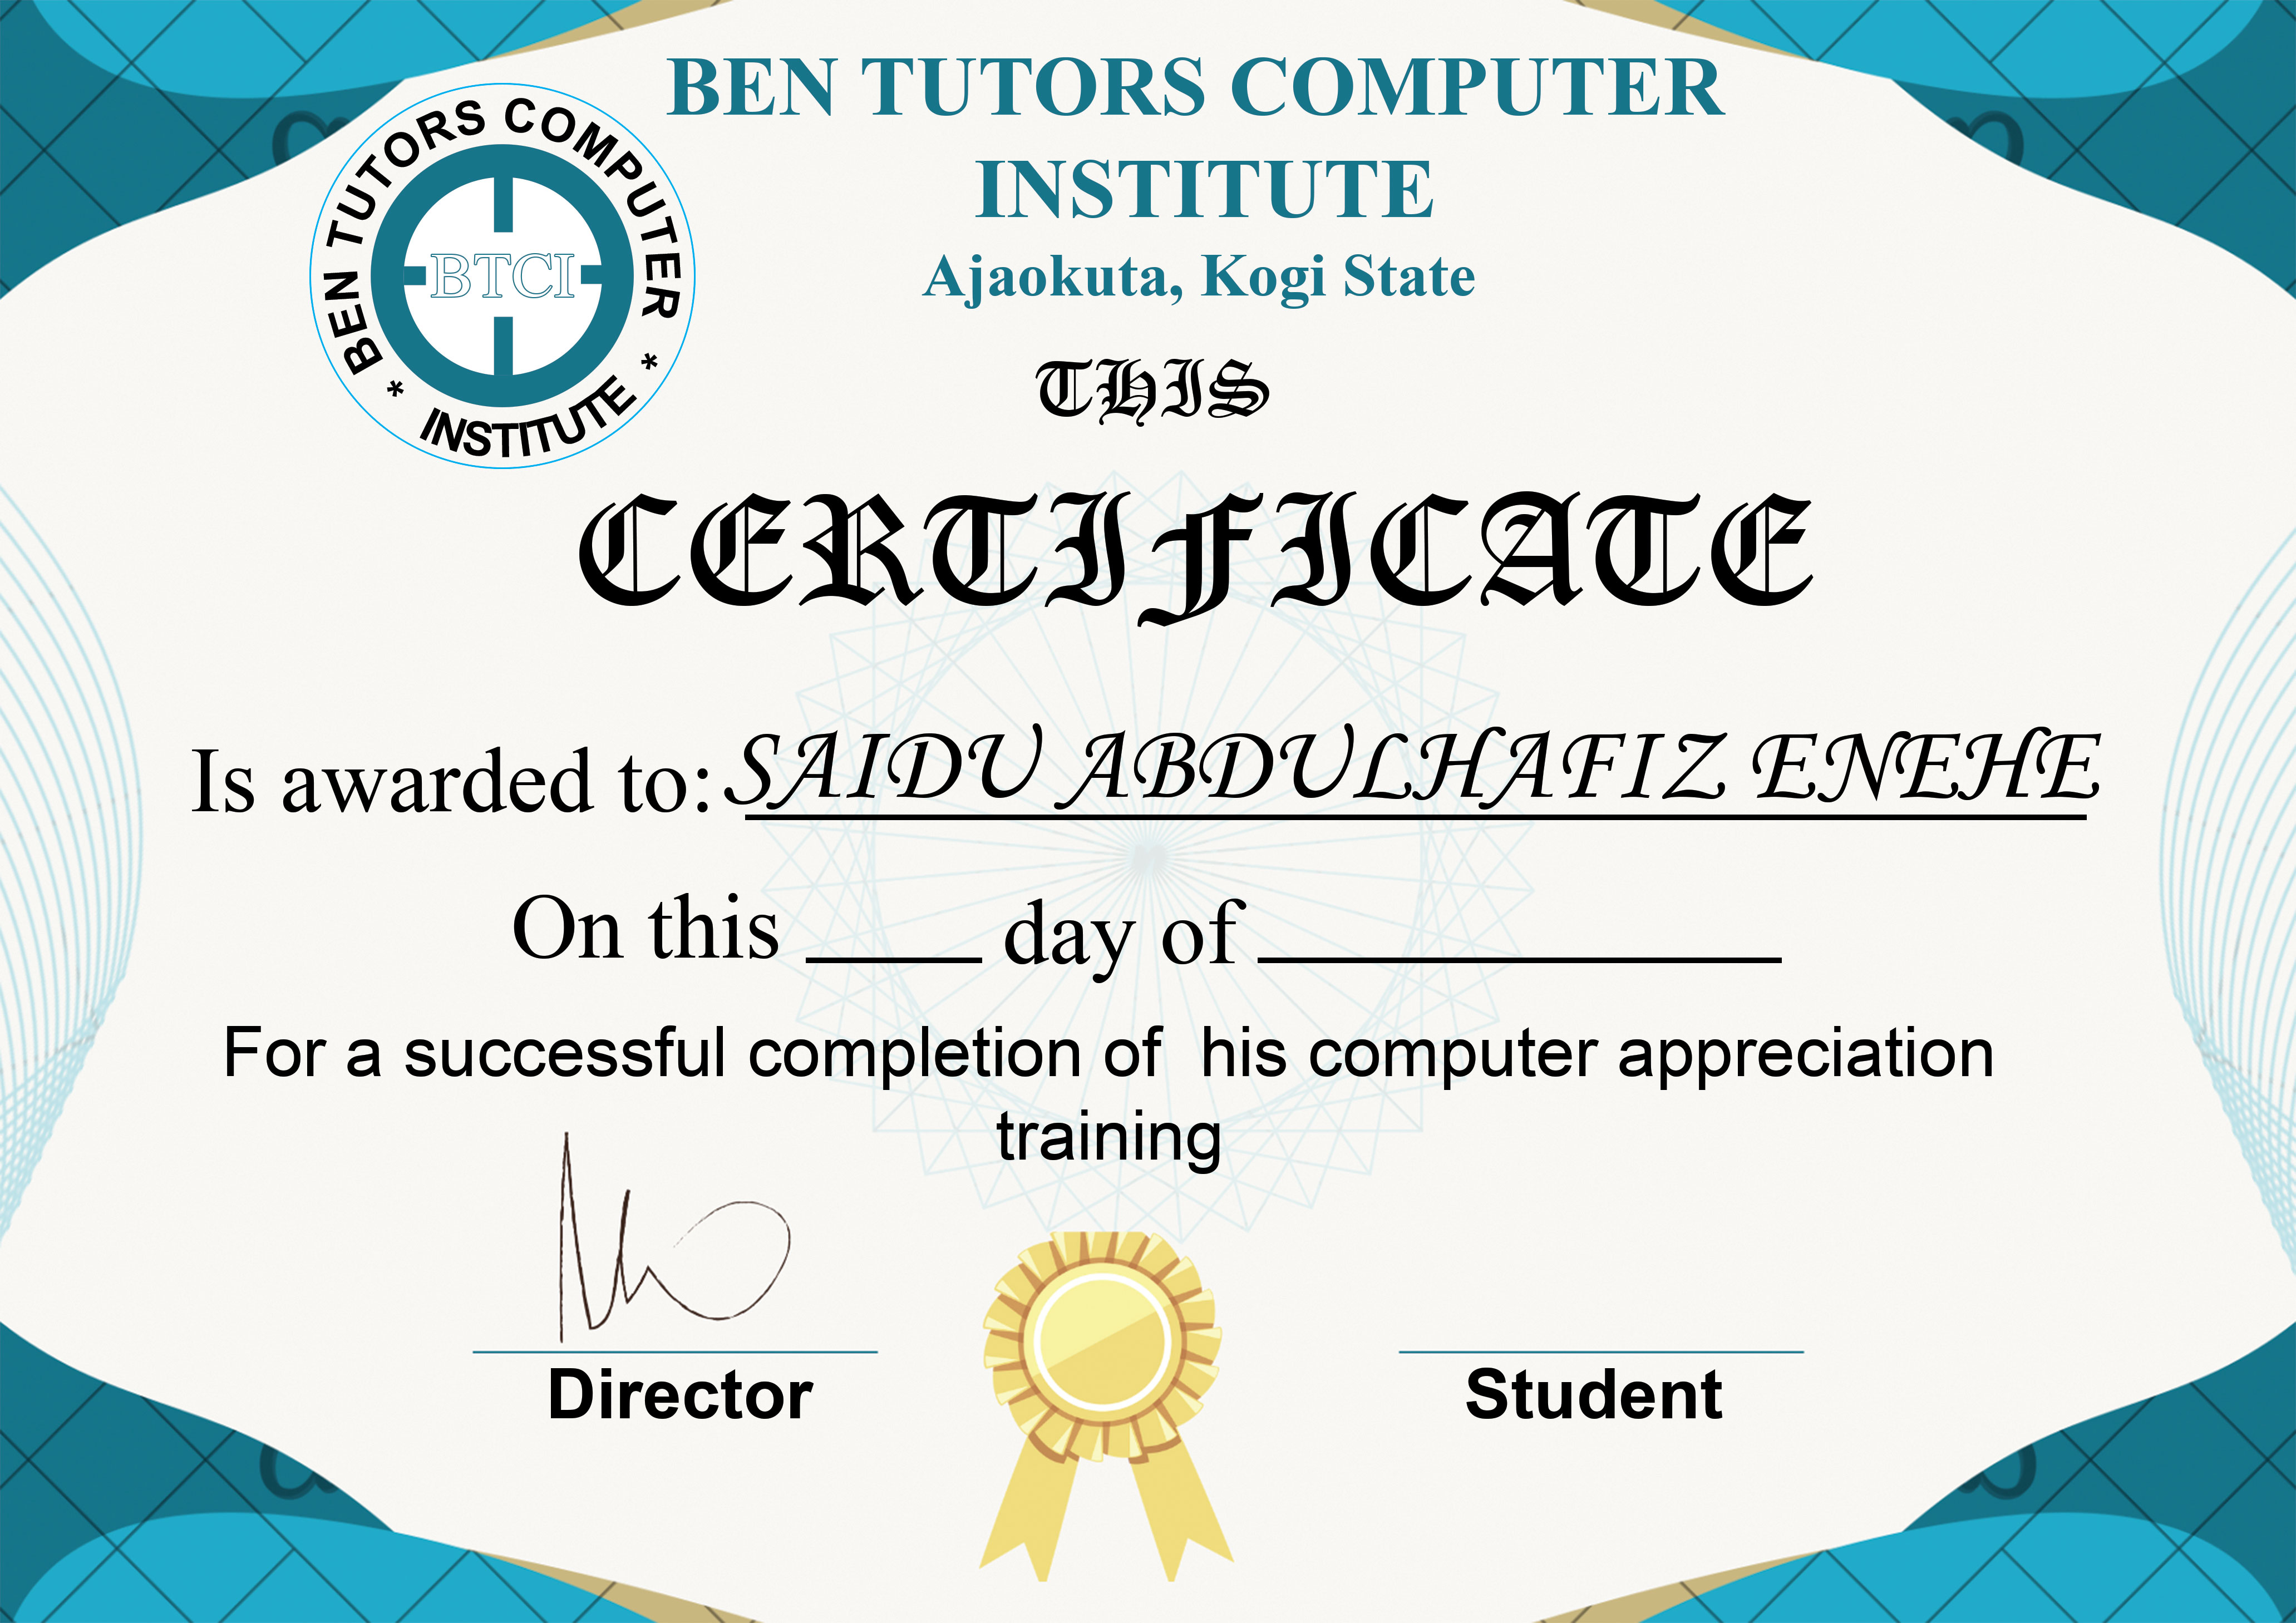 BEN TUTORS COMPUTER
INSTITUTE
Ajaokuta, Kogi State
BEN TUTORS COMPUTER * INSTITUTE *
BTCI
THIS
CERTIFICATE
Is awarded to: SAIDU ABDULHAFIZ ENEHE
On this ____ day of ____________
For a successful completion of  his computer appreciation
training
Director
Student